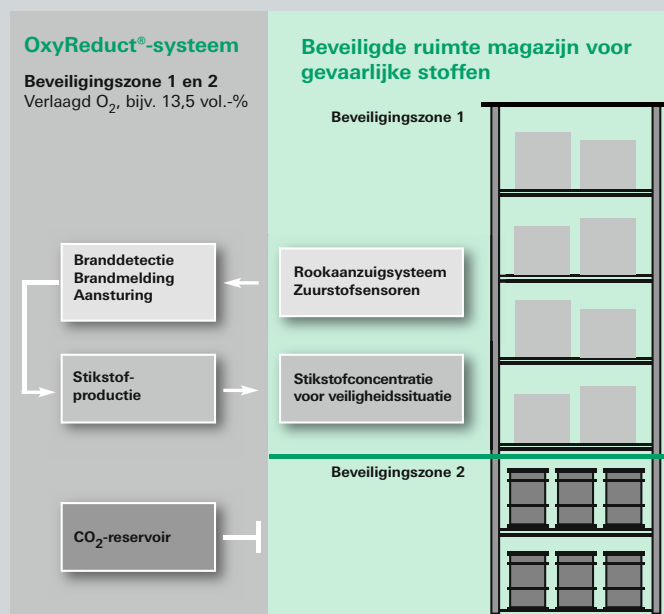 OxyReduct®-systeem
Beveiligingszone 1 en 2
Verlaagd O₂, bijv. 13,5 vol.-%
Beveiligde ruimte magazijn voor
gevaarlijke stoffen
Beveiligingszone 1
Branddetectie
Brandmelding
Aansturing
Rookaanzuigsysteem
Zuurstofsensoren
Stikstof-
productie
Stikstofconcentratie
voor veiligheidssituatie
Beveiligingszone 2
CO₂-reservoir